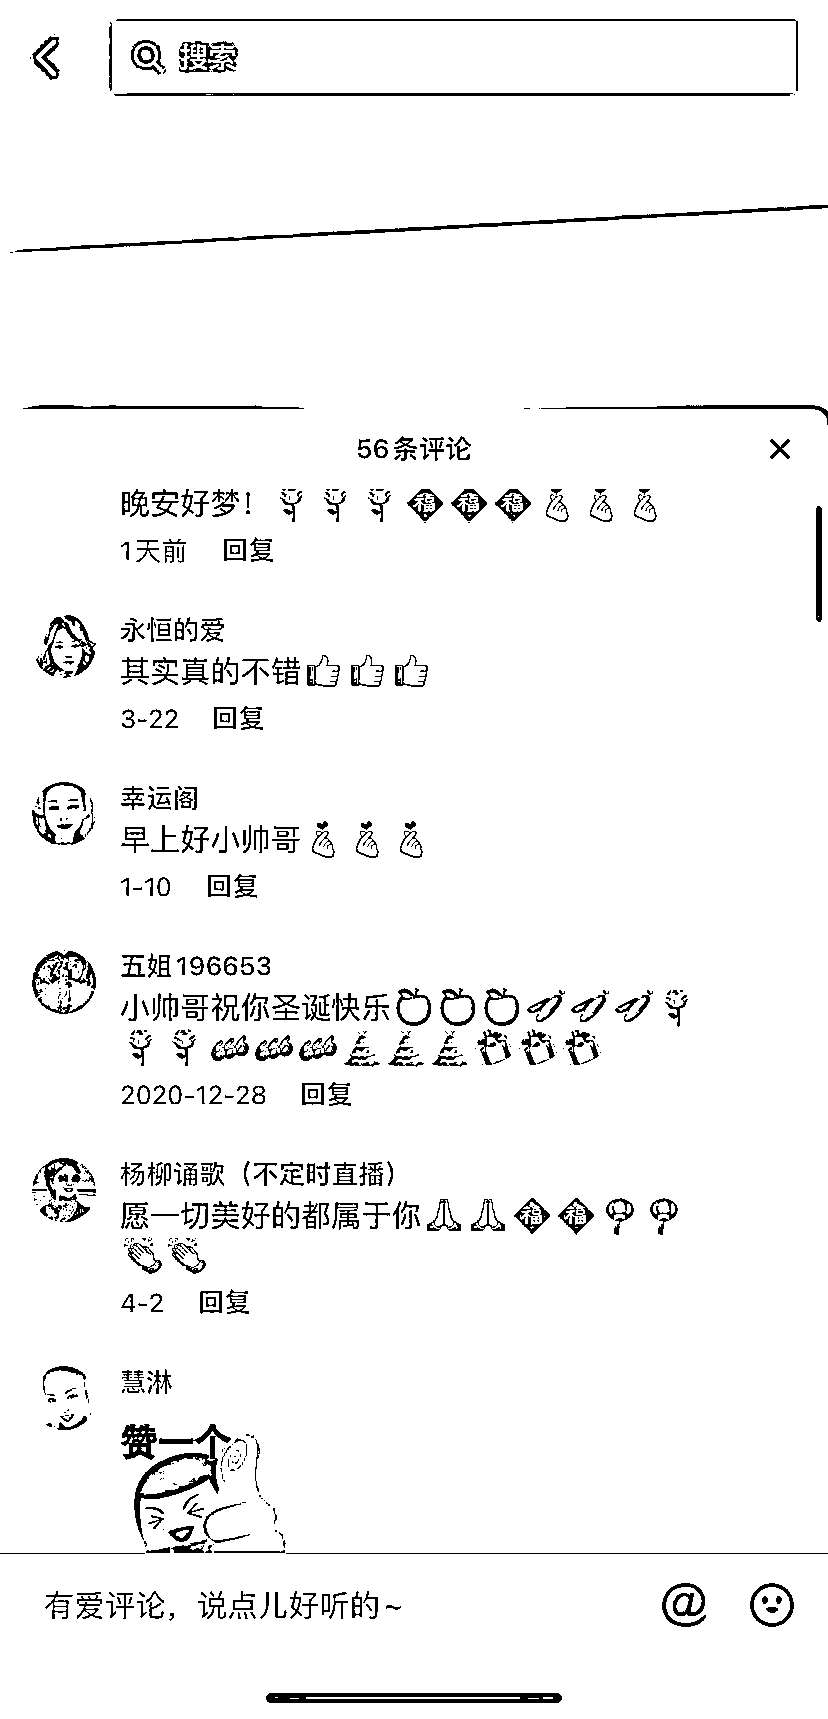 搜索
56条评论
晚安好梦！🌹🌹🌹福福福
1天前 回复
永恒的爱
其实真的不错👍👍👍
3-22 回复
幸运阁
早上好小帅哥
1-10 回复
五姐196653
小帅哥祝你圣诞快乐
2020-12-28 回复
杨柳诵歌（不定时直播）
愿一切美好的都属于你🙏🙏福福
4-2 回复
慧淋
赞一个
有爱评论，说点儿好听的~
@